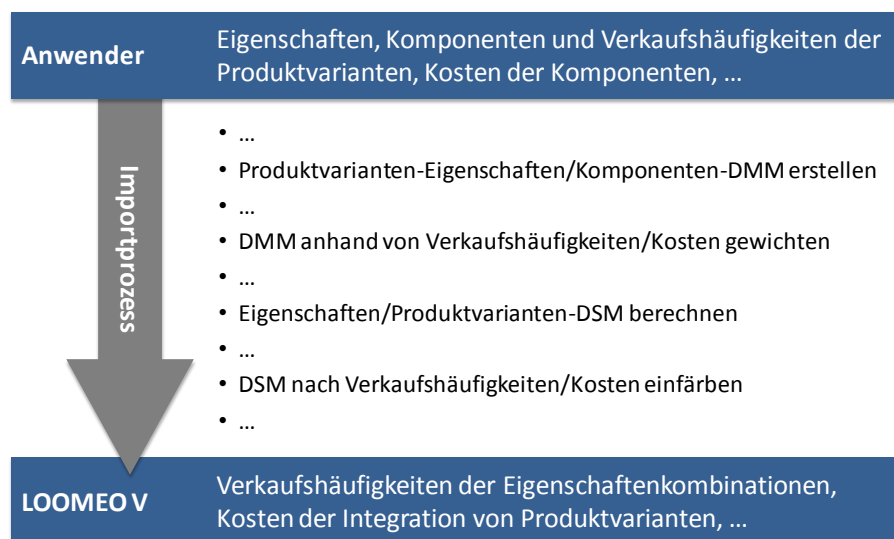 Anwender
Eigenschaften, Komponenten und Verkaufshäufigkeiten der
Produktvarianten, Kosten der Komponenten, …
Importprozess
• …
• Produktvarianten-Eigenschaften/Komponenten-DMM erstellen
• …
• DMM anhand von Verkaufshäufigkeiten/Kosten gewichten
• …
• Eigenschaften/Produktvarianten-DSM berechnen
• …
• DSM nach Verkaufshäufigkeiten/Kosten einfärben
• …
LOOMEO V
Verkaufshäufigkeiten der Eigenschaftenkombinationen,
Kosten der Integration von Produktvarianten, …